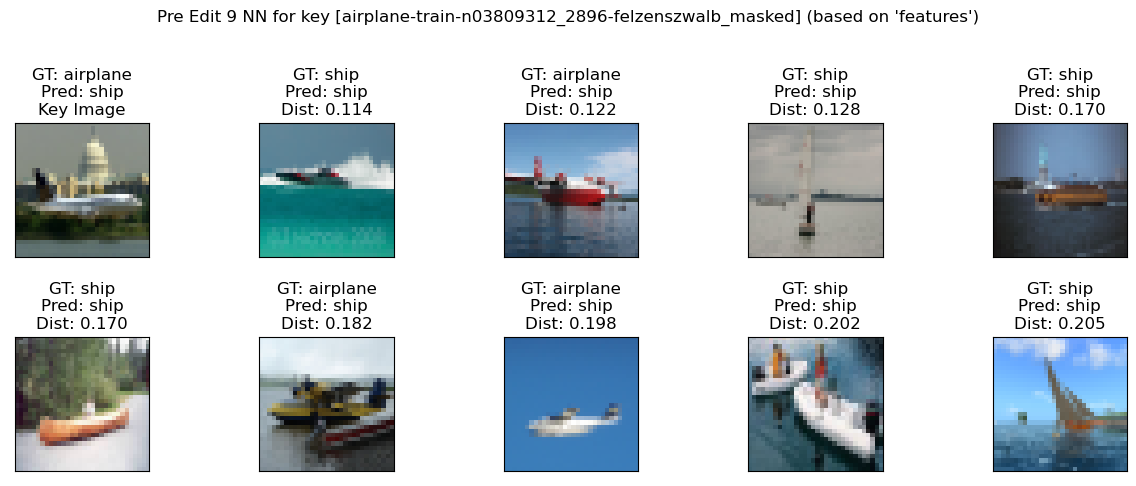 Pre Edit 9 NN for key [airplane-train-n03809312_2896-felzenszwalb_masked] (based on 'features')
GT: airplane
Pred: ship
Key Image
GT: ship
Pred: ship
Dist: 0.114
GT: airplane
Pred: ship
Dist: 0.122
GT: ship
Pred: ship
Dist: 0.128
GT: ship
Pred: ship
Dist: 0.170
GT: ship
Pred: ship
Dist: 0.170
GT: airplane
Pred: ship
Dist: 0.182
GT: airplane
Pred: ship
Dist: 0.198
GT: ship
Pred: ship
Dist: 0.202
GT: ship
Pred: ship
Dist: 0.205